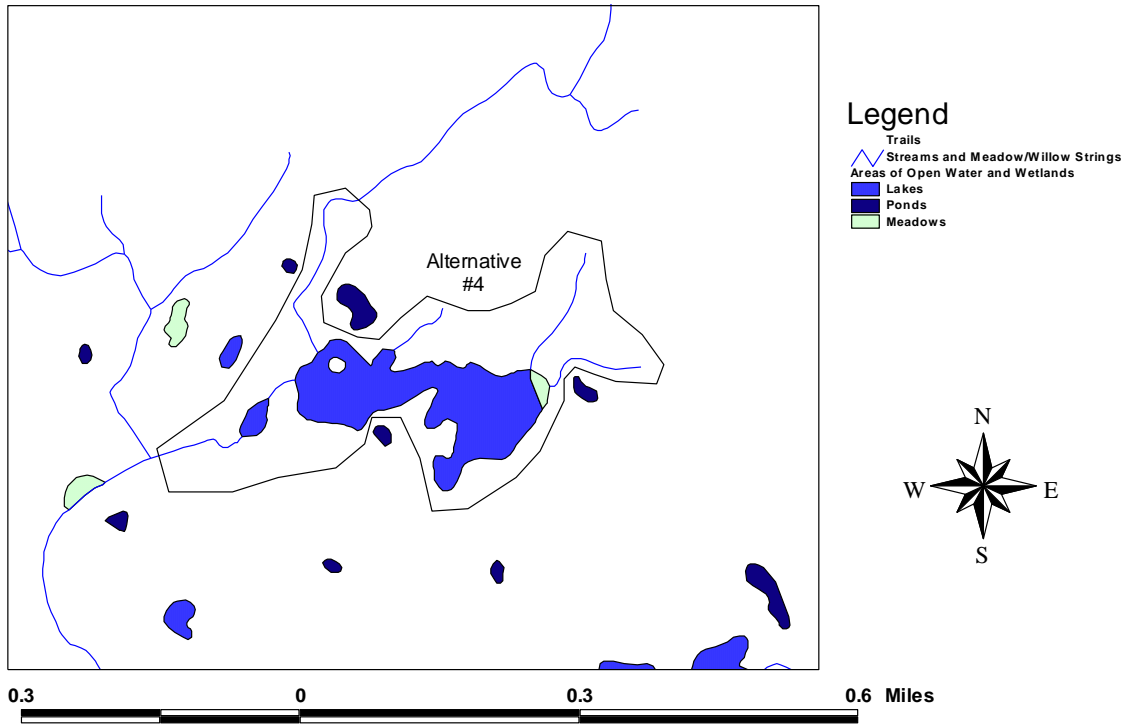 Alternative
#4
Legend
Trails
Streams and Meadow/Willow Strings
Areas of Open Water and Wetlands
Lakes
Ponds
Meadows
N
W E
S
0.3 0 0.3 0.6 Miles